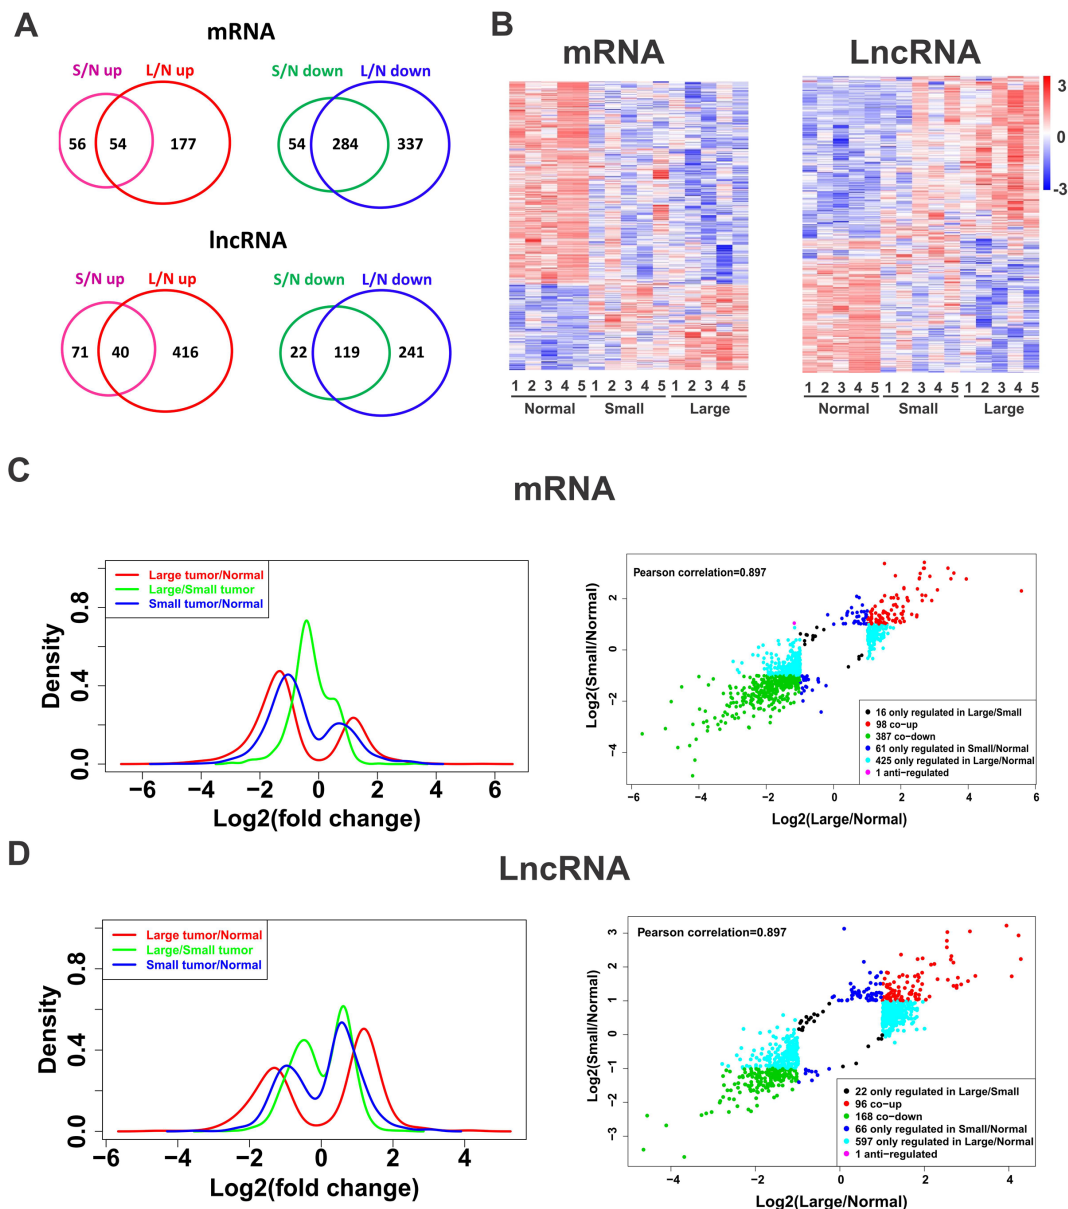 A
mRNA
S/N up L/N up S/N down L/N down
56 54 177 54 284 337
lncRNA
S/N up L/N up S/N down L/N down
71 40 416 22 119 241
B
mRNA LncRNA
3
0
-3
1 2 3 4 5 1 2 3 4 5 1 2 3 4 5
Normal Small Large
1 2 3 4 5 1 2 3 4 5 1 2 3 4 5
Normal Small Large
C
mRNA
Large tumor/Normal
Large/Small tumor
Small tumor/Normal
Density
0.8
0.4
0.0
−6 −4 −2 0 2 4 6
Log2(fold change)
Pearson correlation=0.897
Log2(Small/Normal)
2
0
−2
−4
16 only regulated in Large/Small
98 co−up
387 co−down
61 only regulated in Small/Normal
425 only regulated in Large/Normal
1 anti−regulated
−6 −4 −2 0 2 4 6
Log2(Large/Normal)
D
LncRNA
Large tumor/Normal
Large/Small tumor
Small tumor/Normal
Density
0.8
0.4
0.0
−6 −4 −2 0 2 4
Log2(fold change)
Pearson correlation=0.897
Log2(Small/Normal)
3
2
1
0
−1
−2
−3
22 only regulated in Large/Small
96 co−up
168 co−down
66 only regulated in Small/Normal
597 only regulated in Large/Normal
1 anti−regulated
−4 −2 0 2 4
Log2(Large/Normal)